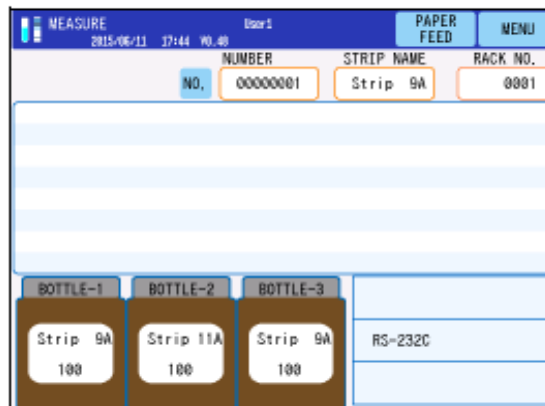 MEASURE User1 PAPER FEED MENU
2015/06/11 17:44 V0.40
NUMBER STRIP NAME RACK NO.
NO. 00000001 Strip 9A 0001
BOTTLE-1 BOTTLE-2 BOTTLE-3
Strip 9A Strip 11A Strip 9A RS-232C
100 100 100